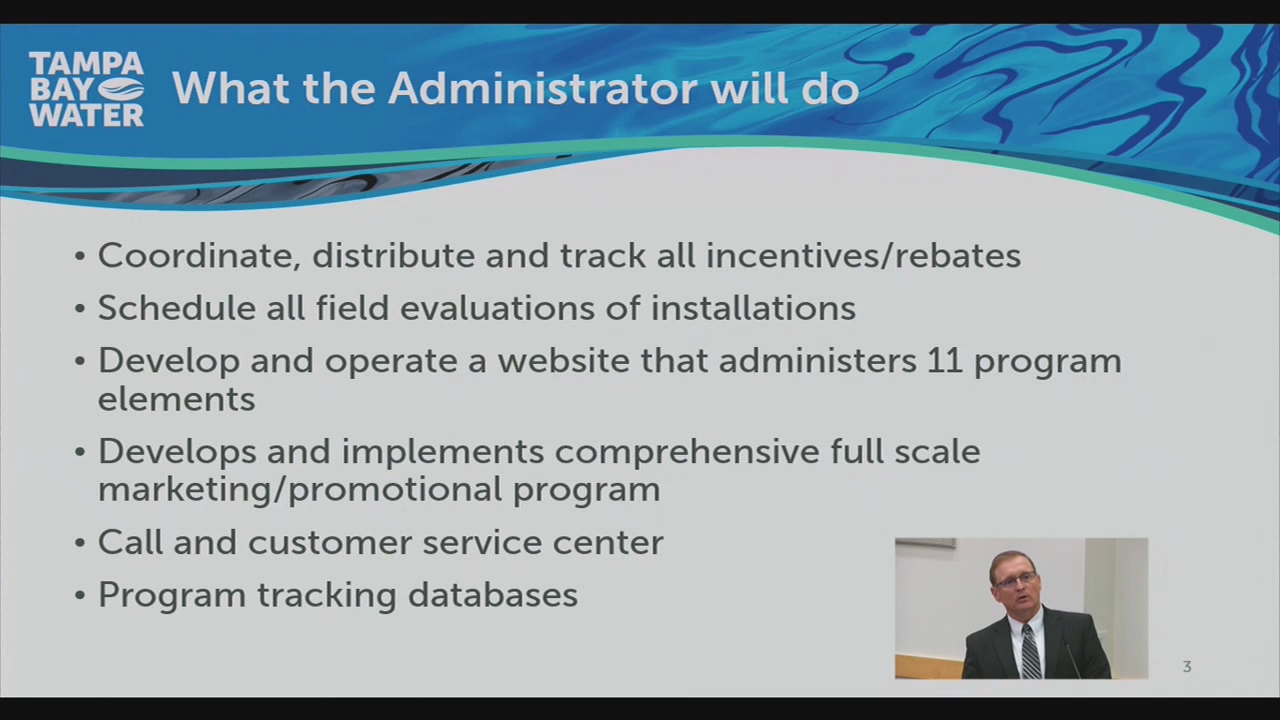 TAMPA
BAY
WATER
What the Administrator will do
• Coordinate, distribute and track all incentives/rebates
• Schedule all field evaluations of installations
• Develop and operate a website that administers 11 program
elements
• Develops and implements comprehensive full scale
marketing/promotional program
• Call and customer service center
• Program tracking databases
3